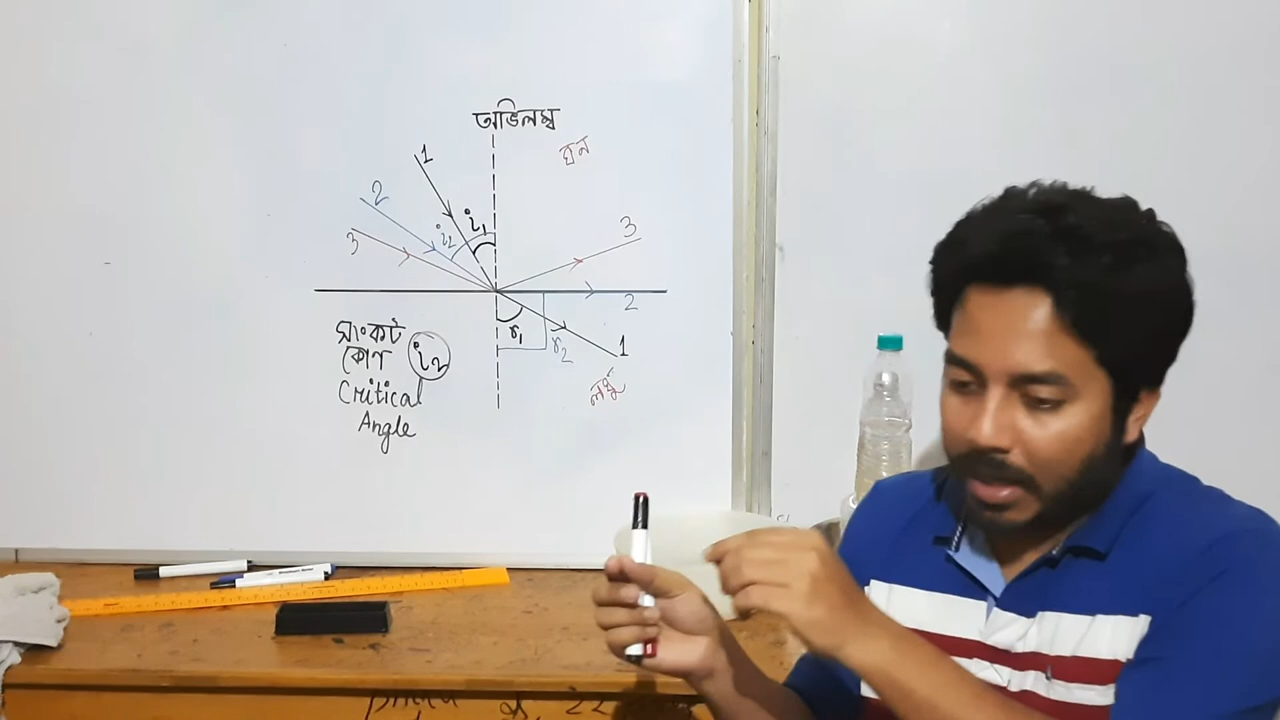 অভিলম্ব
ঘন
1
2
3
i₂
i₁
3
2
r₁
r₂
1
লঘু
সংকট
কোণ
i₂
Critical
Angle